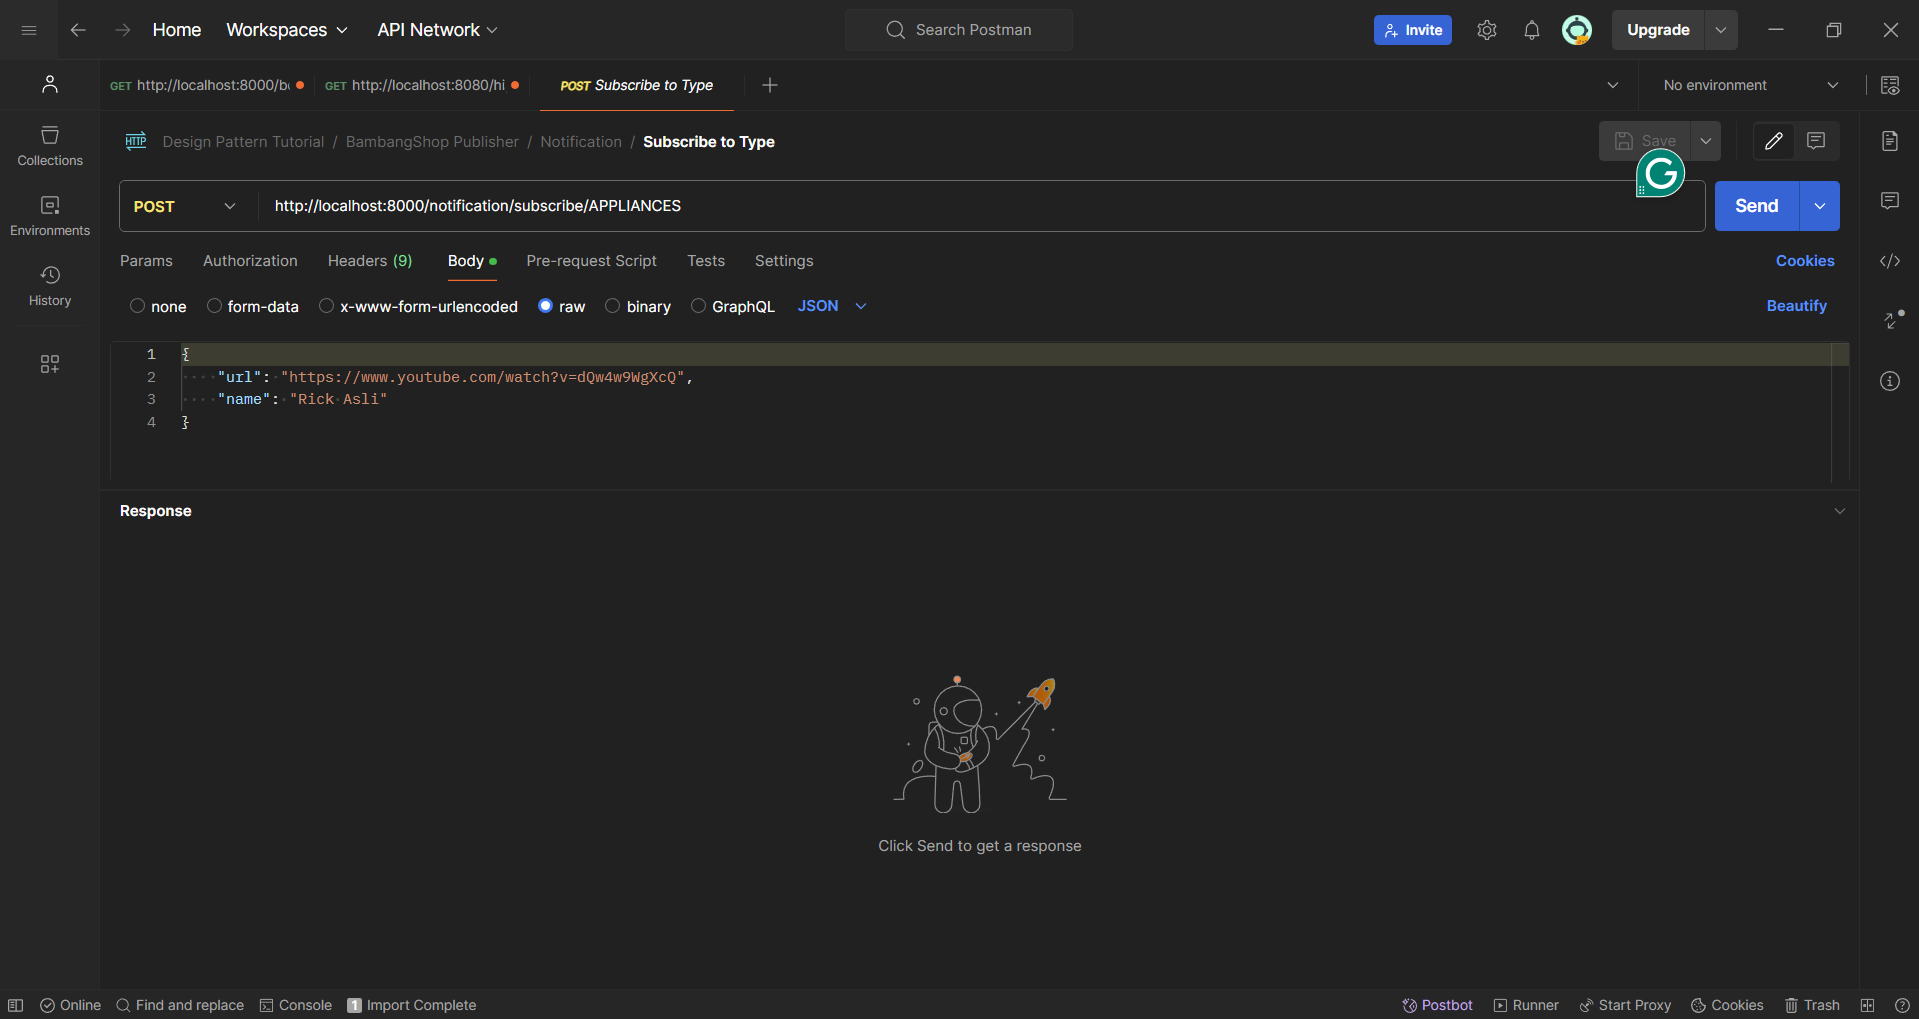 Home Workspaces API Network Search Postman Invite Upgrade
GET http://localhost:8000/b GET http://localhost:8080/hi POST Subscribe to Type No environment
HTTP Design Pattern Tutorial / BambangShop Publisher / Notification / Subscribe to Type Save
POST http://localhost:8000/notification/subscribe/APPLIANCES Send
Params Authorization Headers (9) Body Pre-request Script Tests Settings Cookies
none form-data x-www-form-urlencoded raw binary GraphQL JSON Beautify
Collections
Environments
History
1 {
2 "url": "https://www.youtube.com/watch?v=dQw4w9WgXcQ",
3 "name": "Rick Asli"
4 }
Response
Click Send to get a response
Online Find and replace Console 1 Import Complete Postbot Runner Start Proxy Cookies Trash